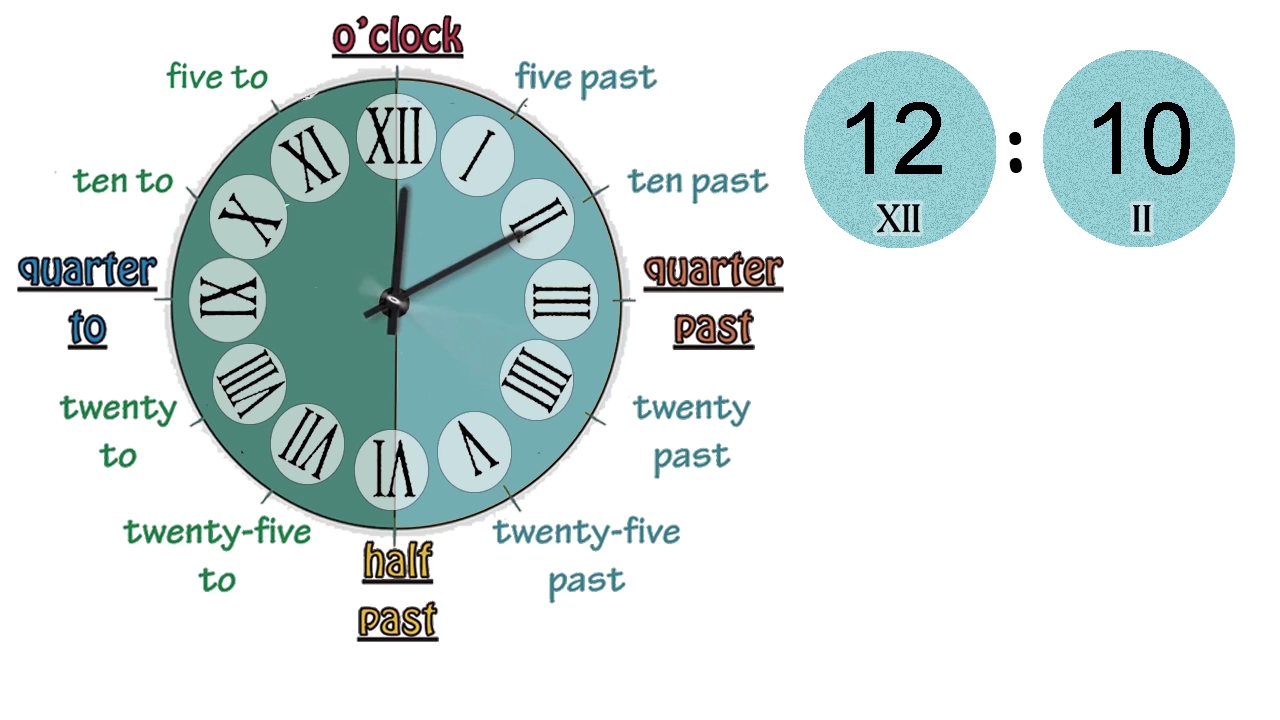 o'clock
five to
five past
ten to
ten past
quarter
to
quarter
past
twenty
to
twenty
past
twenty-five
to
twenty-five
past
half
past
XII
I
II
III
IIII
V
VI
VII
VIII
IX
X
XI
12 : 10
XII II